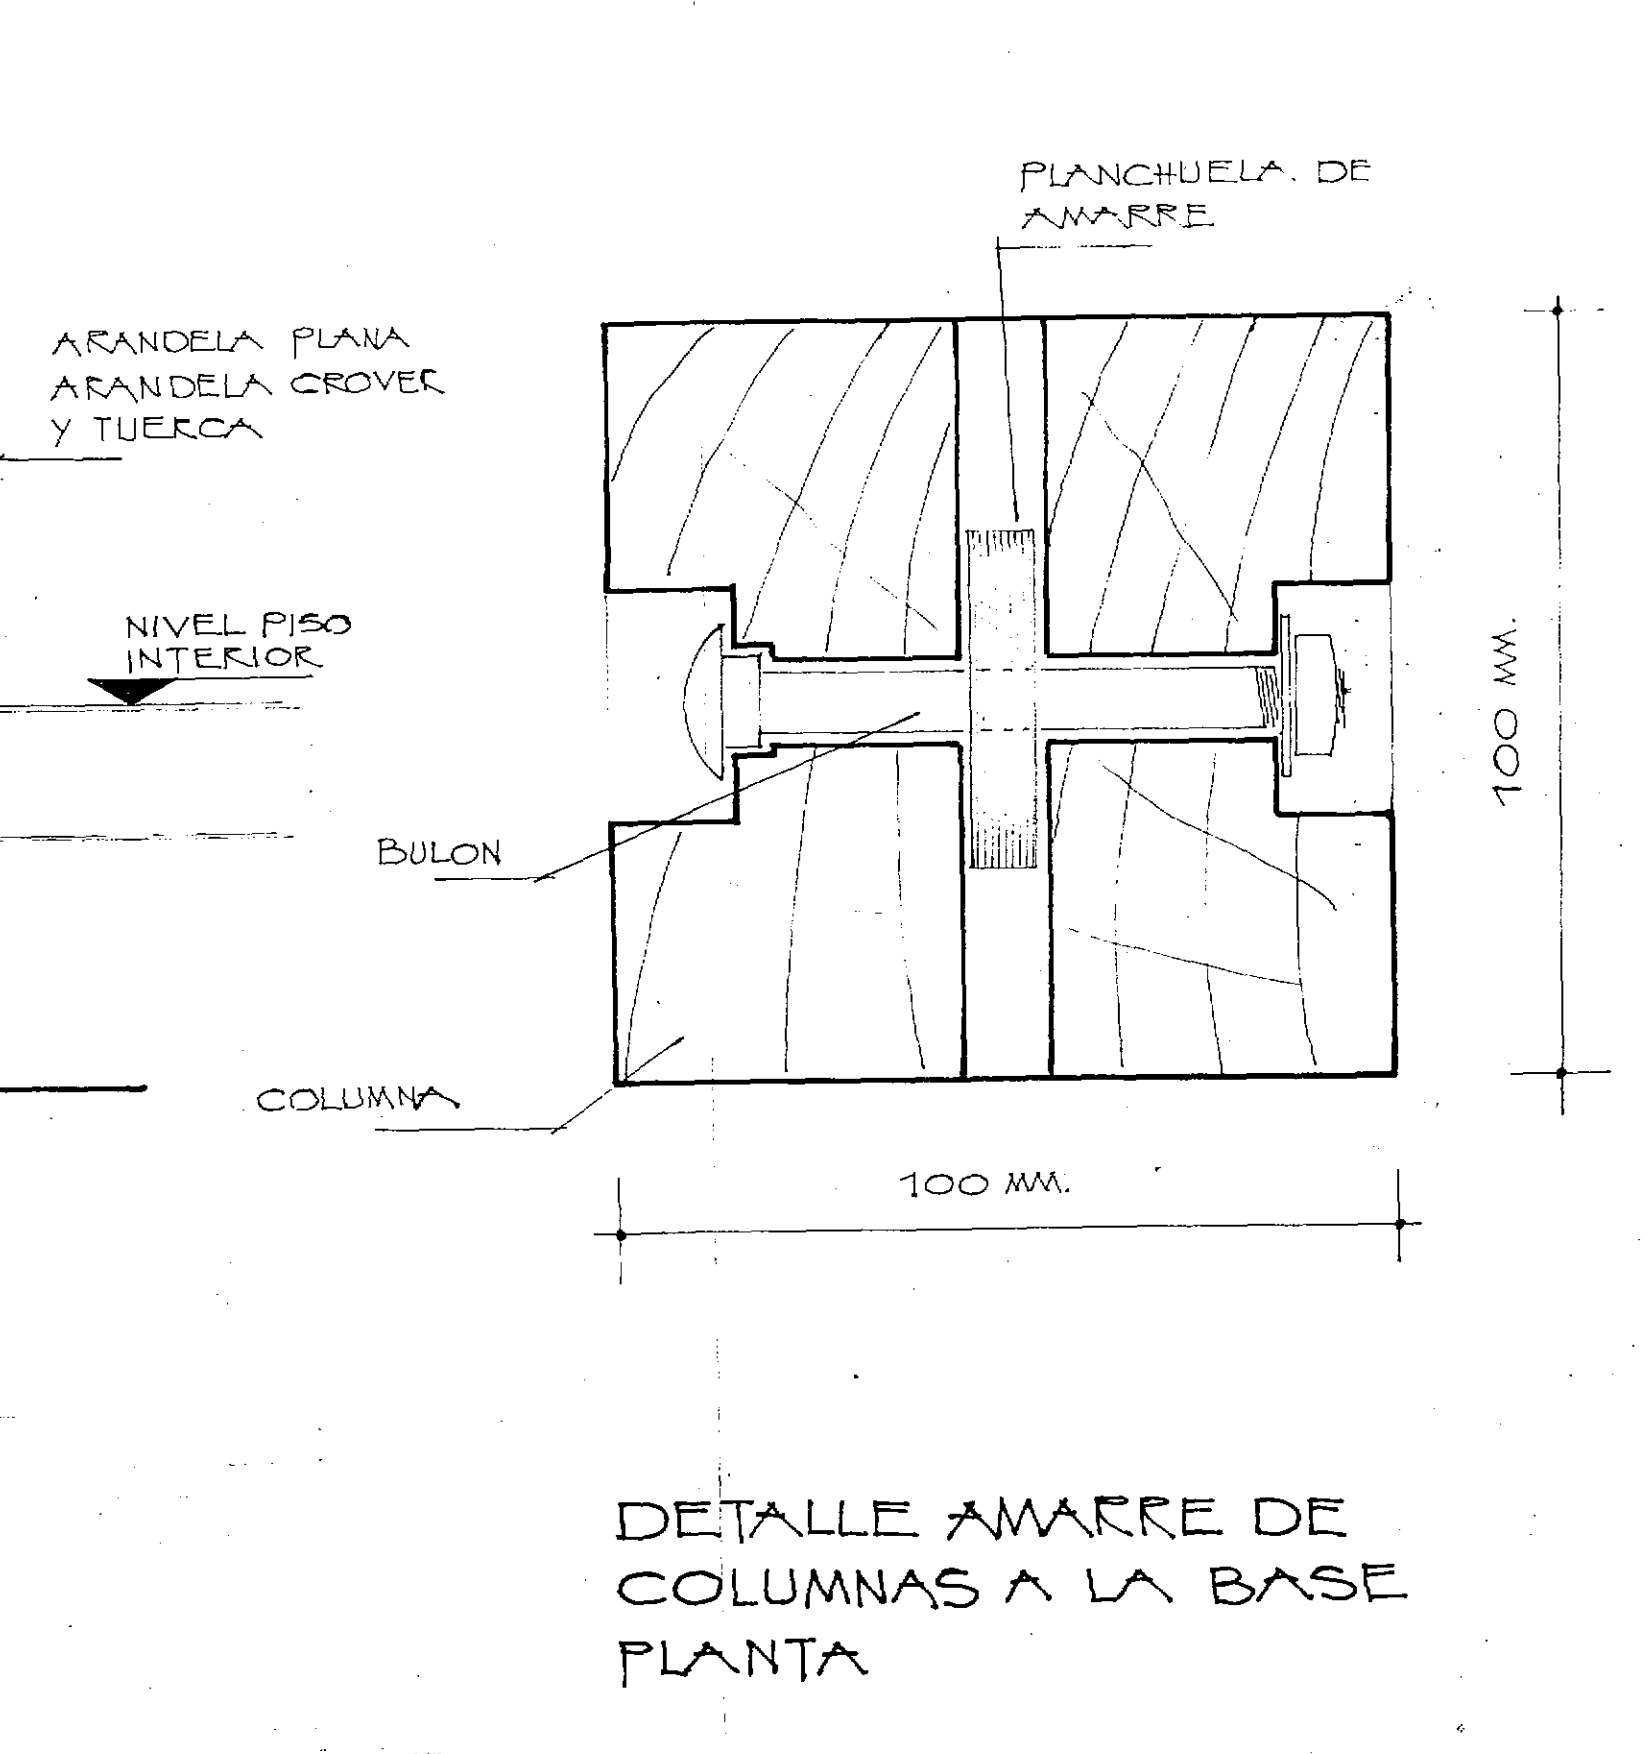 PLANCHUELA. DE
AMARRE
ARANDELA PLANA
ARANDELA GROVER
Y TUERCA
NIVEL PISO
INTERIOR
100 MM.
BULON
COLUMNA
100 MM.
DETALLE AMARRE DE
COLUMNAS A LA BASE
PLANTA